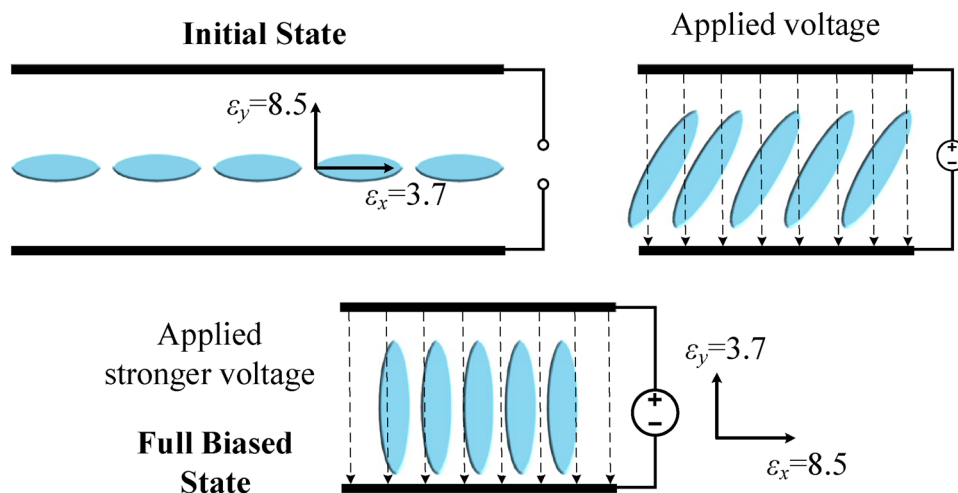 Initial State
εy=8.5
εx=3.7
Applied voltage
+
−
Applied
stronger voltage
Full Biased
State
+
−
εy=3.7
εx=8.5